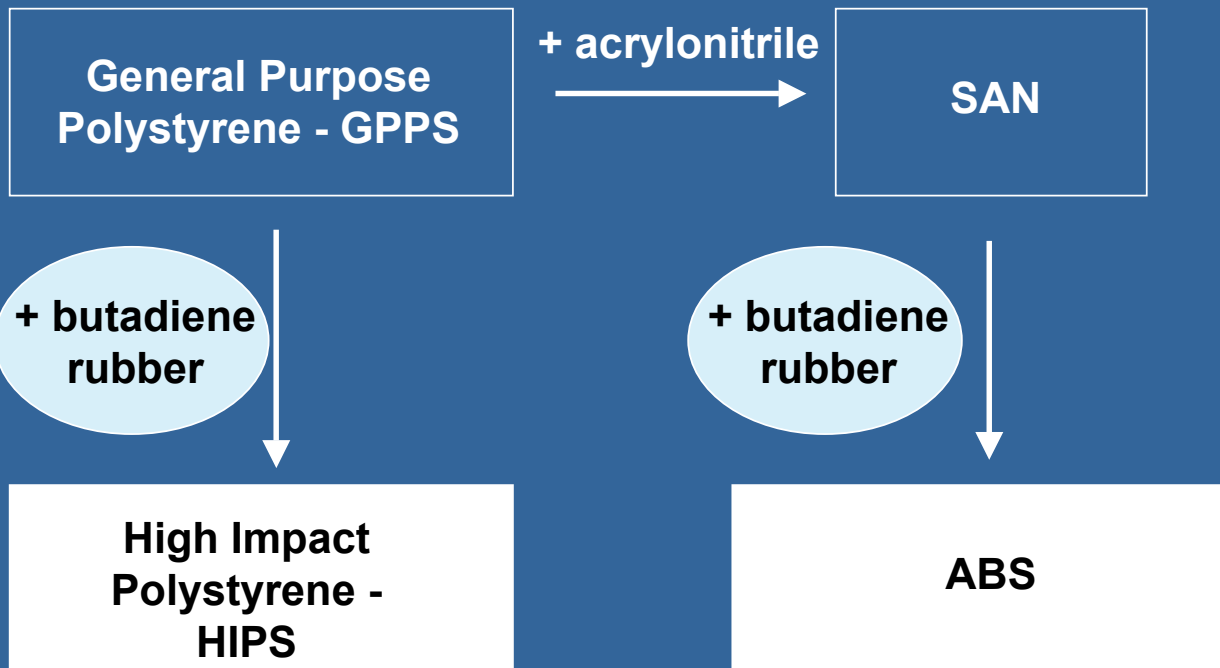 General Purpose
Polystyrene - GPPS
+ acrylonitrile
SAN
+ butadiene
rubber
+ butadiene
rubber
High Impact
Polystyrene -
HIPS
ABS